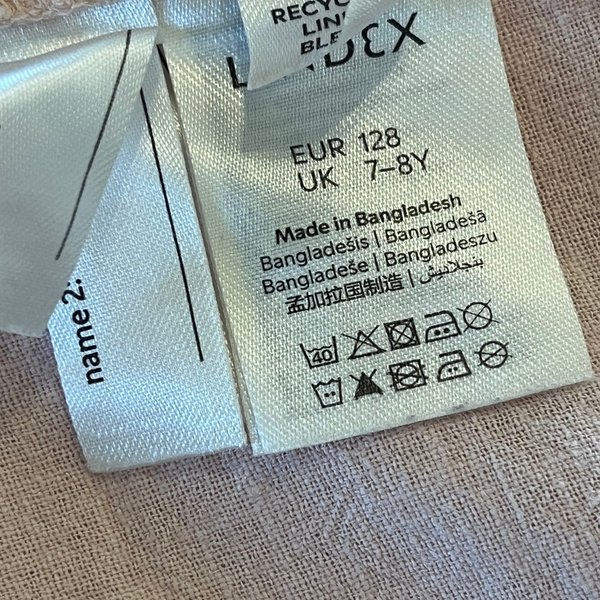 RECYC
LIN
BLE
EUR 128
UK 7-8Y
Made in Bangladesh
Bangladešis | Bangladešā
Bangladeše | Bangladeszu
孟加拉国制造 | بنجلاديش
40
name 2: